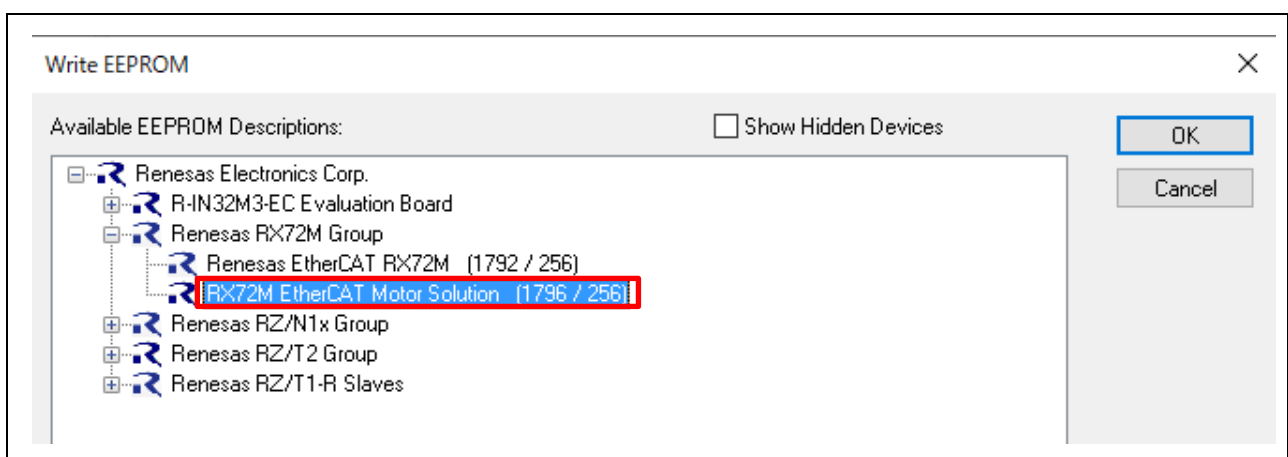 Write EEPROM
Available EEPROM Descriptions:
Show Hidden Devices
OK
Cancel
Renesas Electronics Corp.
R-IN32M3-EC Evaluation Board
Renesas RX72M Group
Renesas EtherCAT RX72M (1792 / 256)
RX72M EtherCAT Motor Solution (1796 / 256)
Renesas RZ/N1x Group
Renesas RZ/T2 Group
Renesas RZ/T1-R Slaves